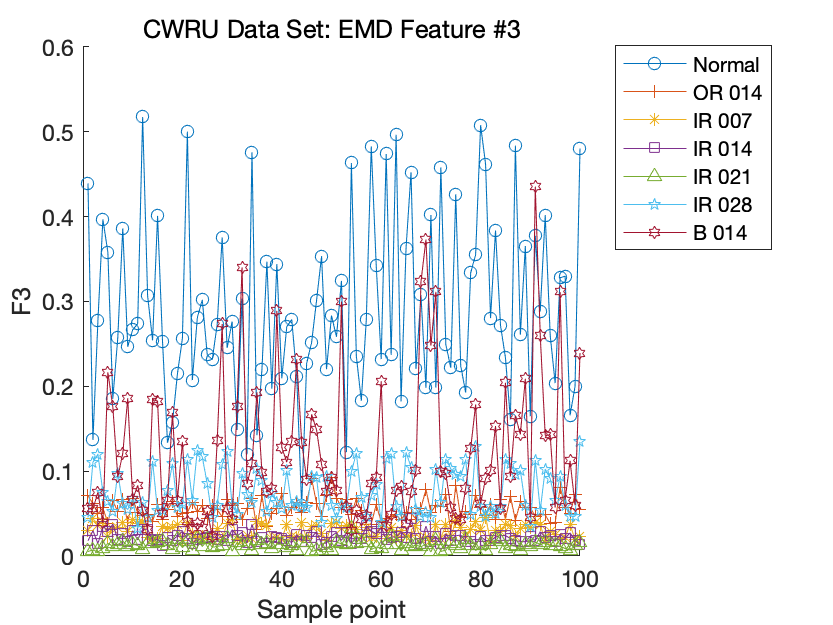 CWRU Data Set: EMD Feature #3
0.6
0.5
0.4
0.3
0.2
0.1
0
F3
0 20 40 60 80 100
Sample point
Normal
OR 014
IR 007
IR 014
IR 021
IR 028
B 014